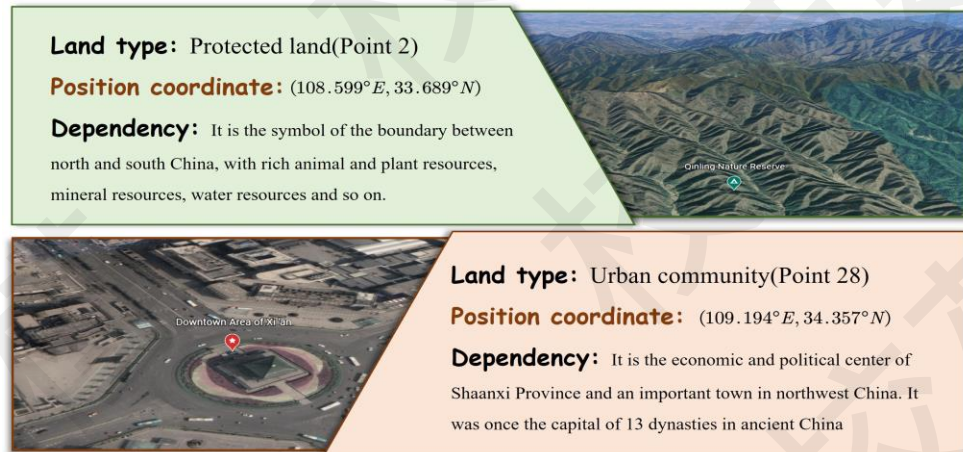 Land type: Protected land(Point 2)
Position coordinate: (108.599°E, 33.689°N)
Dependency: It is the symbol of the boundary between
north and south China, with rich animal and plant resources,
mineral resources, water resources and so on.
Qinling Nature Reserve
Downtown Area of Xi'an
Land type: Urban community(Point 28)
Position coordinate: (109.194°E, 34.357°N)
Dependency: It is the economic and political center of
Shaanxi Province and an important town in northwest China. It
was once the capital of 13 dynasties in ancient China